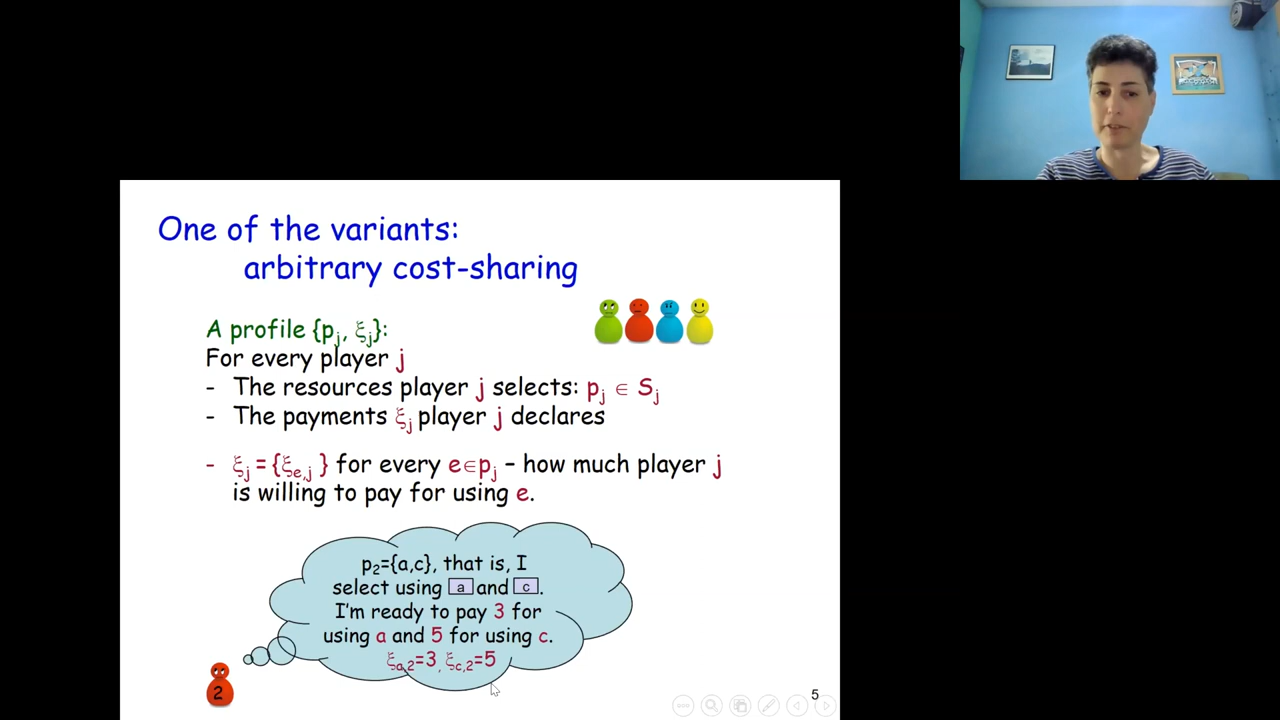 One of the variants:
arbitrary cost-sharing
A profile {pⱼ, ξⱼ}:
For every player j
- The resources player j selects: pⱼ ∈ Sⱼ
- The payments ξⱼ player j declares
- ξⱼ = {ξe,j } for every e∈pⱼ – how much player j
is willing to pay for using e.
p₂={a,c}, that is, I
select using a and c.
I'm ready to pay 3 for
using a and 5 for using c.
ξa,2=3, ξc,2=5
2
5